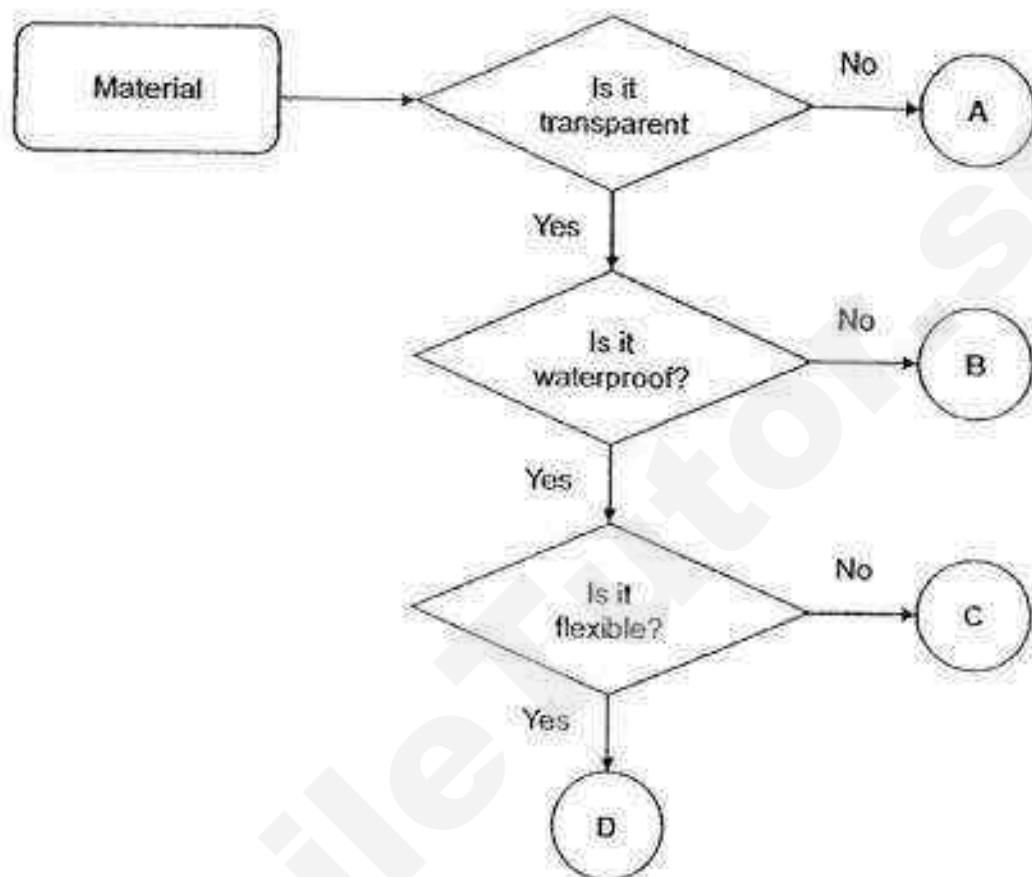 Material
Is it
transparent
No
A
Yes
Is it
waterproof?
No
B
Yes
Is it
flexible?
No
C
Yes
D